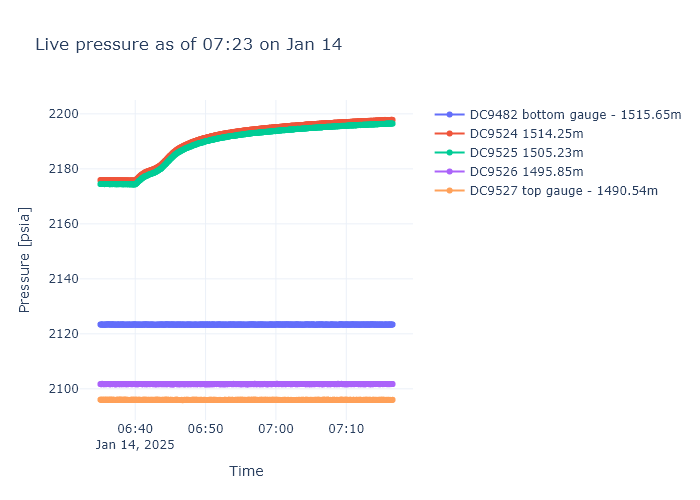 Live pressure as of 07:23 on Jan 14
2200
2180
2160
2140
2120
2100
Pressure [psia]
06:40
06:50
07:00
07:10
Jan 14, 2025
Time
DC9482 bottom gauge - 1515.65m
DC9524 1514.25m
DC9525 1505.23m
DC9526 1495.85m
DC9527 top gauge - 1490.54m